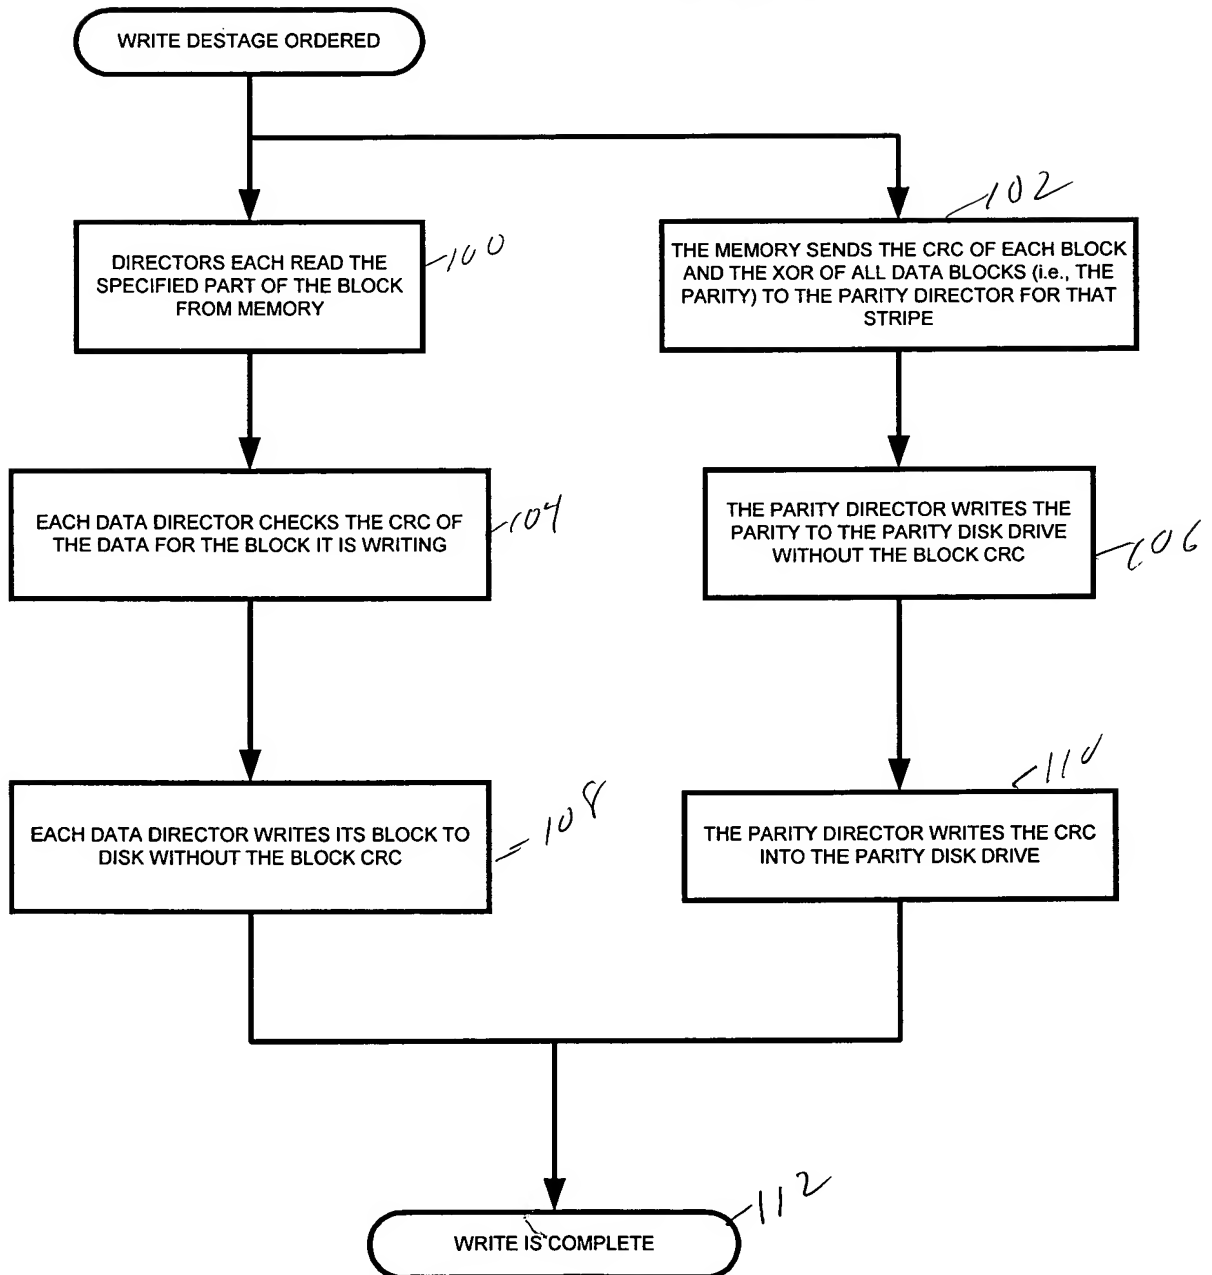 WRITE DESTAGE ORDERED
DIRECTORS EACH READ THE
SPECIFIED PART OF THE BLOCK
FROM MEMORY
100
102
THE MEMORY SENDS THE CRC OF EACH BLOCK
AND THE XOR OF ALL DATA BLOCKS (i.e., THE
PARITY) TO THE PARITY DIRECTOR FOR THAT
STRIPE
EACH DATA DIRECTOR CHECKS THE CRC OF
THE DATA FOR THE BLOCK IT IS WRITING
104
THE PARITY DIRECTOR WRITES THE
PARITY TO THE PARITY DISK DRIVE
WITHOUT THE BLOCK CRC
106
EACH DATA DIRECTOR WRITES ITS BLOCK TO
DISK WITHOUT THE BLOCK CRC
108
110
THE PARITY DIRECTOR WRITES THE CRC
INTO THE PARITY DISK DRIVE
WRITE IS COMPLETE
112